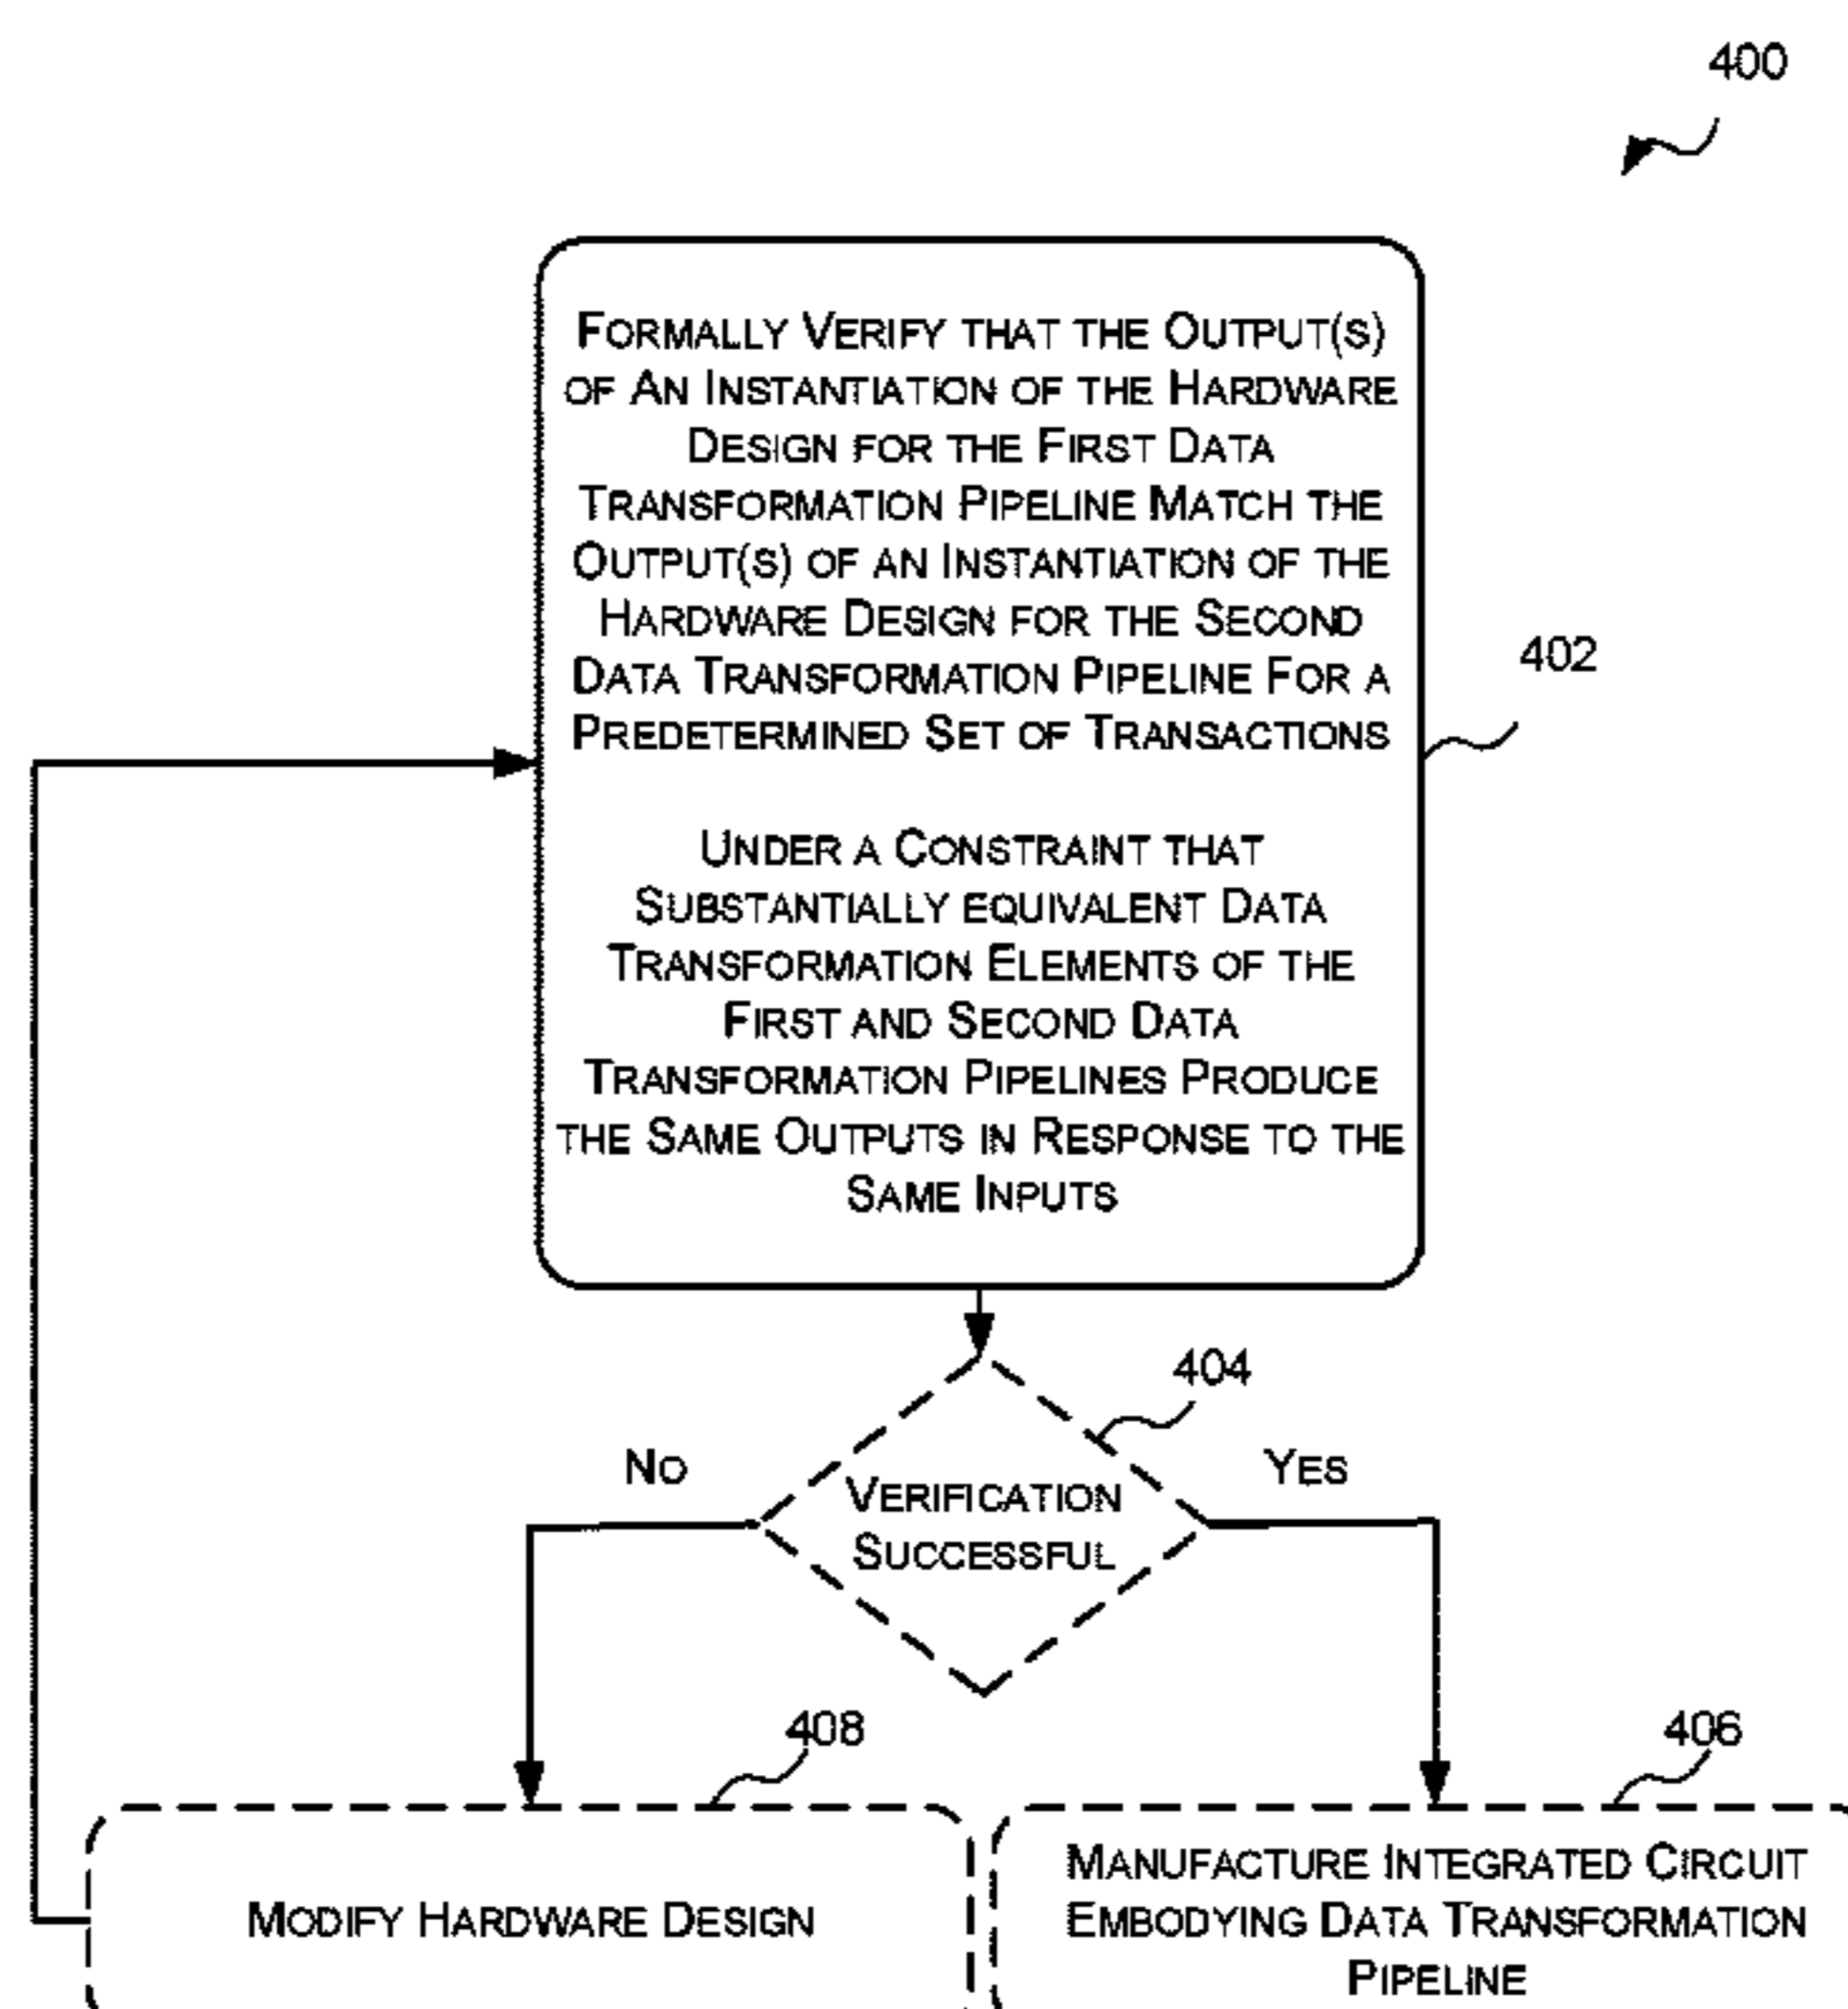 400
FORMALLY VERIFY THAT THE OUTPUT(S)
OF AN INSTANTIATION OF THE HARDWARE
DESIGN FOR THE FIRST DATA
TRANSFORMATION PIPELINE MATCH THE
OUTPUT(S) OF AN INSTANTIATION OF THE
HARDWARE DESIGN FOR THE SECOND
DATA TRANSFORMATION PIPELINE FOR A
PREDETERMINED SET OF TRANSACTIONS
402
UNDER A CONSTRAINT THAT
SUBSTANTIALLY EQUIVALENT DATA
TRANSFORMATION ELEMENTS OF THE
FIRST AND SECOND DATA
TRANSFORMATION PIPELINES PRODUCE
THE SAME OUTPUTS IN RESPONSE TO THE
SAME INPUTS
404
NO
YES
VERIFICATION
SUCCESSFUL
408
406
MODIFY HARDWARE DESIGN
MANUFACTURE INTEGRATED CIRCUIT
EMBODYING DATA TRANSFORMATION
PIPELINE